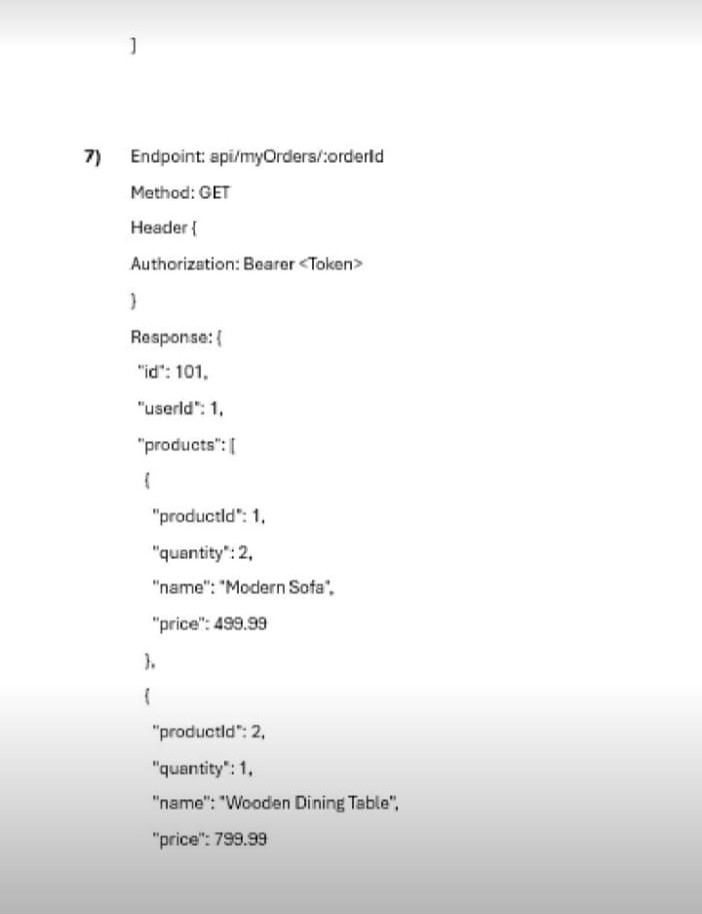 ]
7) Endpoint: api/myOrders/:orderId
Method: GET
Header {
Authorization: Bearer <Token>
}
Response: {
"id": 101,
"userId": 1,
"products": [
{
"productId": 1,
"quantity": 2,
"name": "Modern Sofa",
"price": 499.99
},
{
"productId": 2,
"quantity": 1,
"name": "Wooden Dining Table",
"price": 799.99